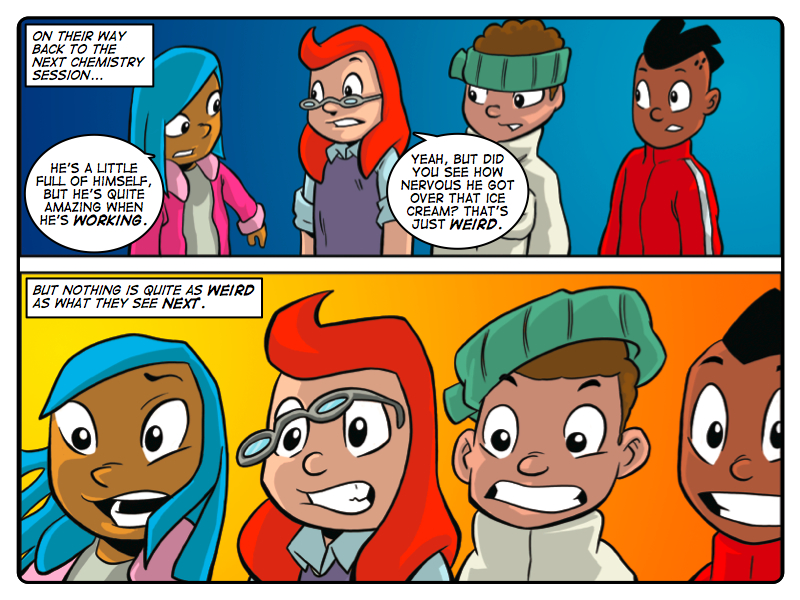 ON THEIR WAY
BACK TO THE
NEXT CHEMISTRY
SESSION...
HE'S A LITTLE
FULL OF HIMSELF,
BUT HE'S QUITE
AMAZING WHEN
HE'S WORKING.
YEAH, BUT DID
YOU SEE HOW
NERVOUS HE GOT
OVER THAT ICE
CREAM? THAT'S
JUST WEIRD.
BUT NOTHING IS QUITE AS WEIRD
AS WHAT THEY SEE NEXT.